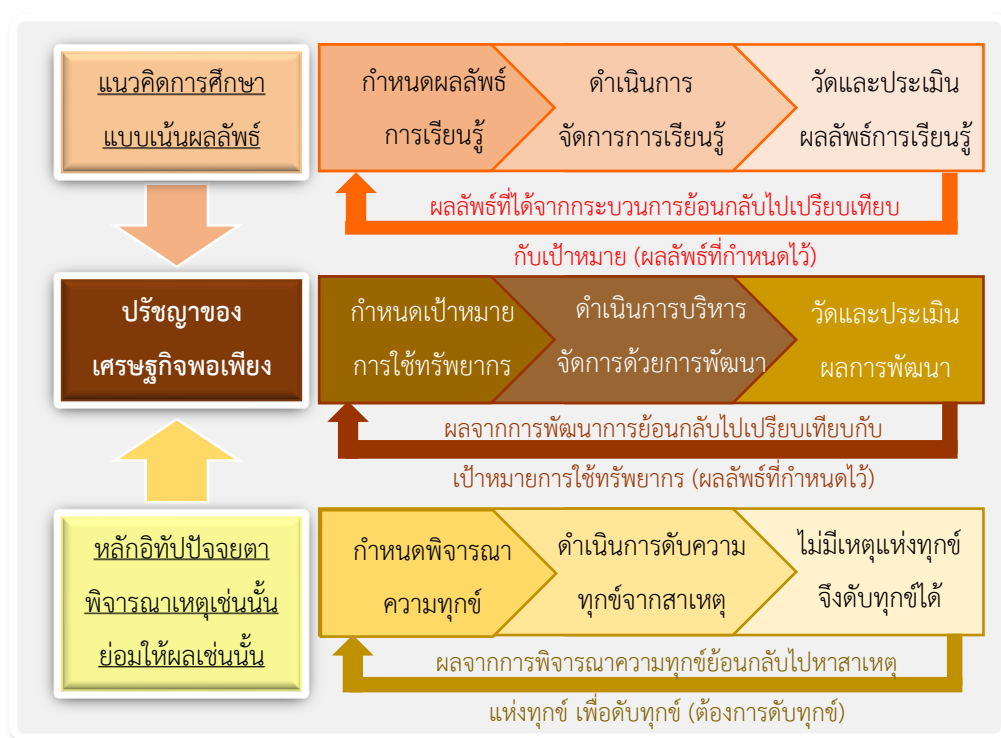 แนวคิดการศึกษา
แบบเน้นผลลัพธ์
กำหนดผลลัพธ์
การเรียนรู้
ดำเนินการ
จัดการการเรียนรู้
วัดและประเมิน
ผลลัพธ์การเรียนรู้
ผลลัพธ์ที่ได้จากกระบวนการย้อนกลับไปเปรียบเทียบ
กับเป้าหมาย (ผลลัพธ์ที่กำหนดไว้)
ปรัชญาของ
เศรษฐกิจพอเพียง
กำหนดเป้าหมาย
การใช้ทรัพยากร
ดำเนินการบริหาร
จัดการด้วยการพัฒนา
วัดและประเมิน
ผลการพัฒนา
ผลจากการพัฒนาการย้อนกลับไปเปรียบเทียบกับ
เป้าหมายการใช้ทรัพยากร (ผลลัพธ์ที่กำหนดไว้)
หลักอิทัปปัจจยตา
พิจารณาเหตุเช่นนั้น
ย่อมให้ผลเช่นนั้น
กำหนดพิจารณา
ความทุกข์
ดำเนินการดับความ
ทุกข์จากสาเหตุ
ไม่มีเหตุแห่งทุกข์
จึงดับทุกข์ได้
ผลจากการพิจารณาความทุกข์ย้อนกลับไปหาสาเหตุ
แห่งทุกข์ เพื่อดับทุกข์ (ต้องการดับทุกข์)